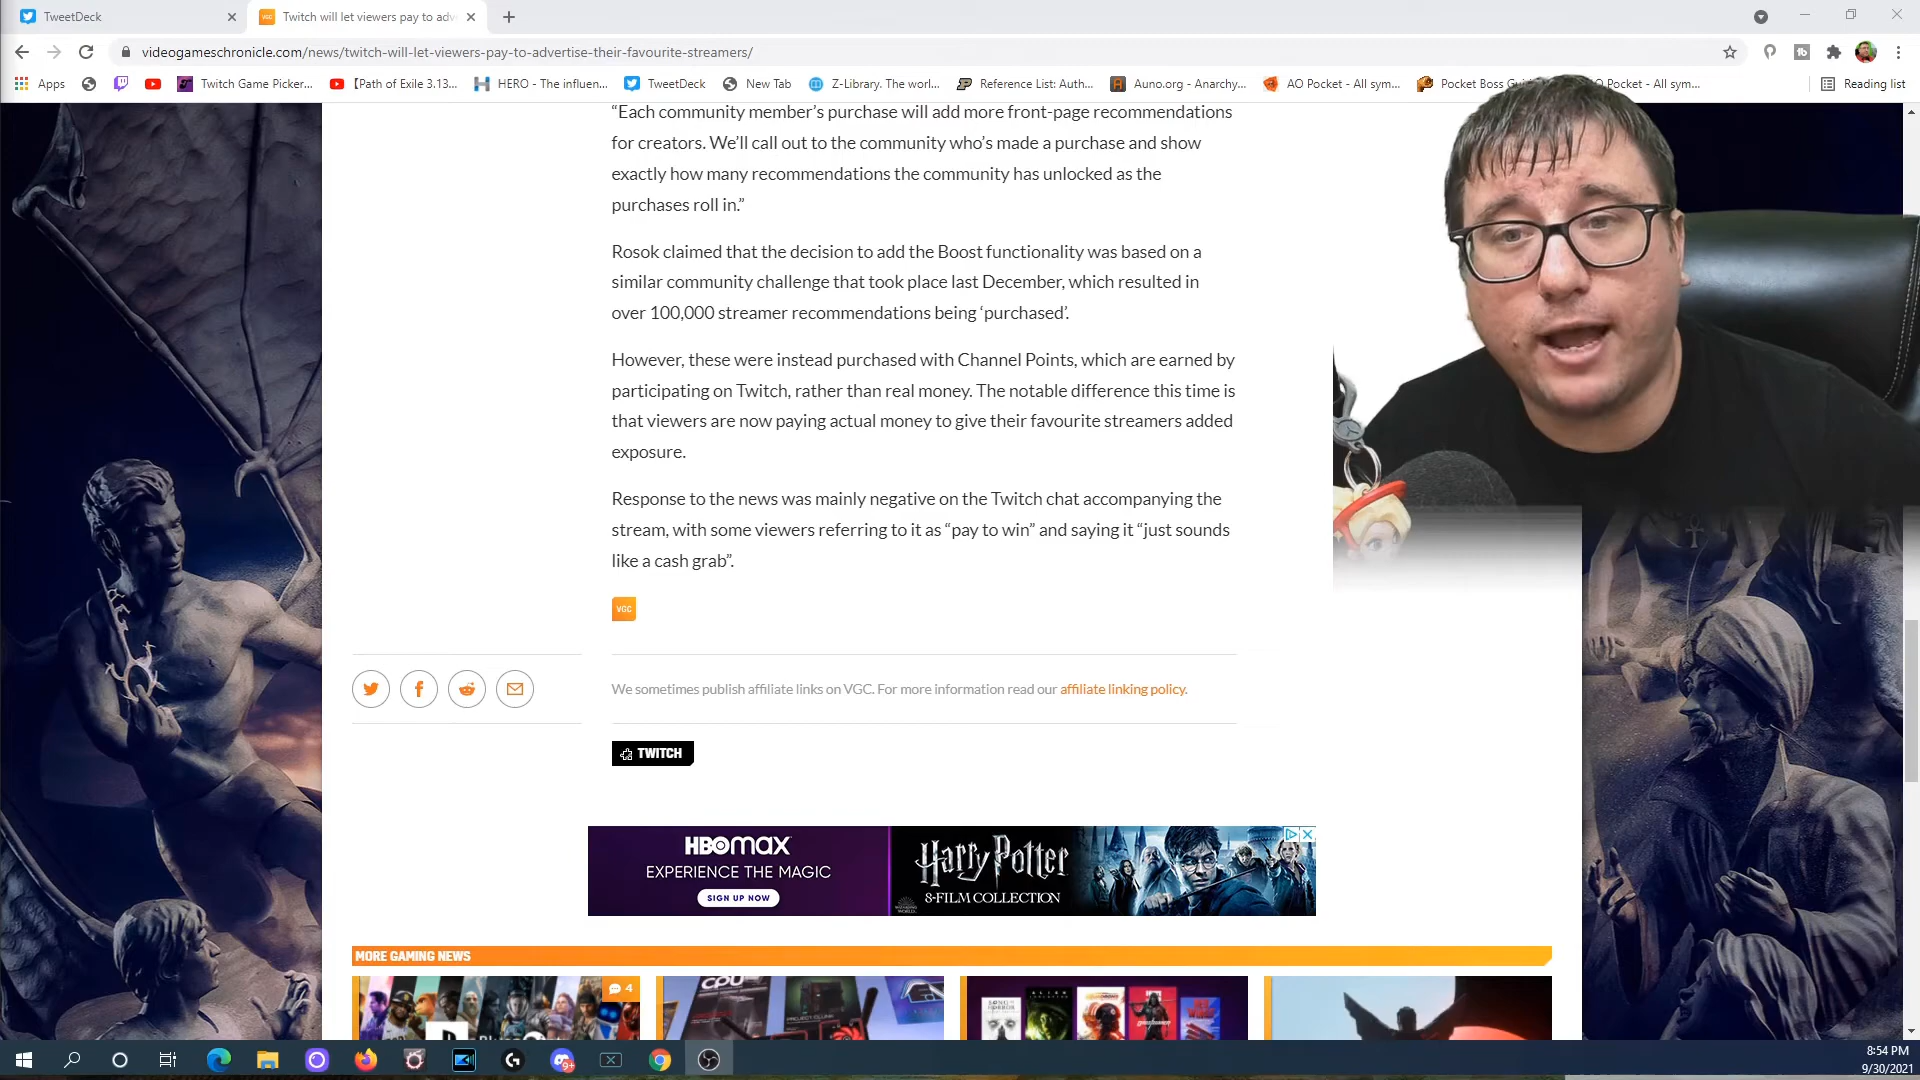 TweetDeck
Twitch will let viewers pay to adv
videogameschronicle.com/news/twitch-will-let-viewers-pay-to-advertise-their-favourite-streamers/
Apps
Twitch Game Picker...
【Path of Exile 3.13...
HERO - The influen...
TweetDeck
New Tab
Z-Library. The worl...
Reference List: Auth...
Auno.org - Anarchy...
AO Pocket - All sym...
Pocket Boss
Pocket - All sym...
Reading list
“Each community member’s purchase will add more front-page recommendations
for creators. We’ll call out to the community who’s made a purchase and show
exactly how many recommendations the community has unlocked as the
purchases roll in.”
Rosok claimed that the decision to add the Boost functionality was based on a
similar community challenge that took place last December, which resulted in
over 100,000 streamer recommendations being ‘purchased’.
However, these were instead purchased with Channel Points, which are earned by
participating on Twitch, rather than real money. The notable difference this time is
that viewers are now paying actual money to give their favourite streamers added
exposure.
Response to the news was mainly negative on the Twitch chat accompanying the
stream, with some viewers referring to it as “pay to win” and saying it “just sounds
like a cash grab”.
VGC
We sometimes publish affiliate links on VGC. For more information read our affiliate linking policy.
TWITCH
HBOMAX
EXPERIENCE THE MAGIC
SIGN UP NOW
Harry Potter
8-FILM COLLECTION
MORE GAMING NEWS
4
CPU
9+
8:54 PM
9/30/2021